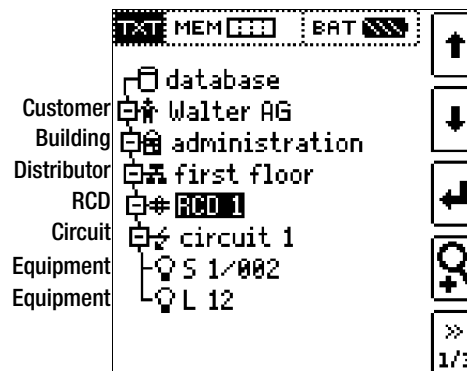 TXT MEM BAT
database
Customer Walter AG
Building administration
Distributor first floor
RCD RCD 1
Circuit circuit 1
Equipment S 1/002
Equipment L 12
>>
1/3